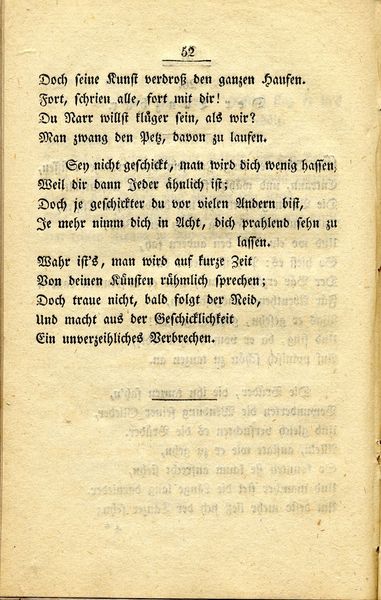 52
Doch seine Kunst verdroß den ganzen Haufen.
Fort, schrien alle, fort mit dir!
Du Narr willst klüger sein, als wir?
Man zwang den Petz, davon zu laufen.
Sey nicht geschickt, man wird dich wenig hassen,
Weil dir dann Jeder ähnlich ist;
Doch je geschickter du vor vielen Andern bist,
Je mehr nimm dich in Acht, dich prahlend sehn zu
lassen.
Wahr ist's, man wird auf kurze Zeit
Von deinen Künsten rühmlich sprechen;
Doch traue nicht, bald folgt der Neid,
Und macht aus der Geschicklichkeit
Ein unverzeihliches Verbrechen.